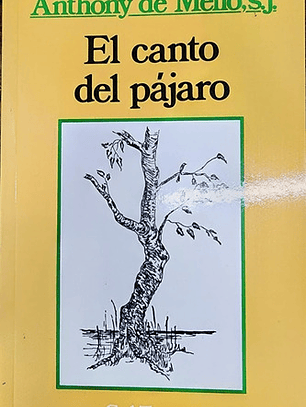 Anthony de Mello, s.j.
El canto
del pájaro